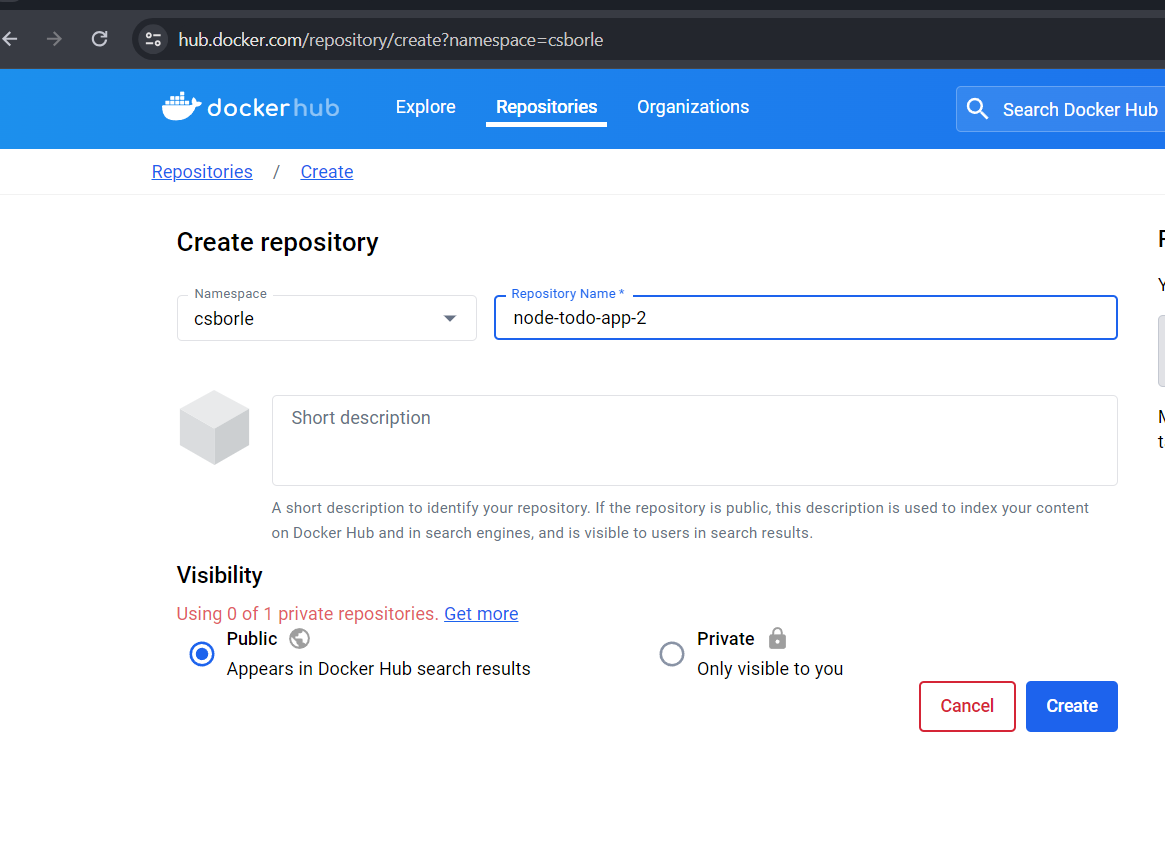 hub.docker.com/repository/create?namespace=csborle
dockerhub Explore Repositories Organizations Search Docker Hub
Repositories / Create
Create repository
Namespace
csborle
Repository Name *
node-todo-app-2
Short description
A short description to identify your repository. If the repository is public, this description is used to index your content
on Docker Hub and in search engines, and is visible to users in search results.
Visibility
Using 0 of 1 private repositories. Get more
Public
Appears in Docker Hub search results
Private
Only visible to you
Cancel Create